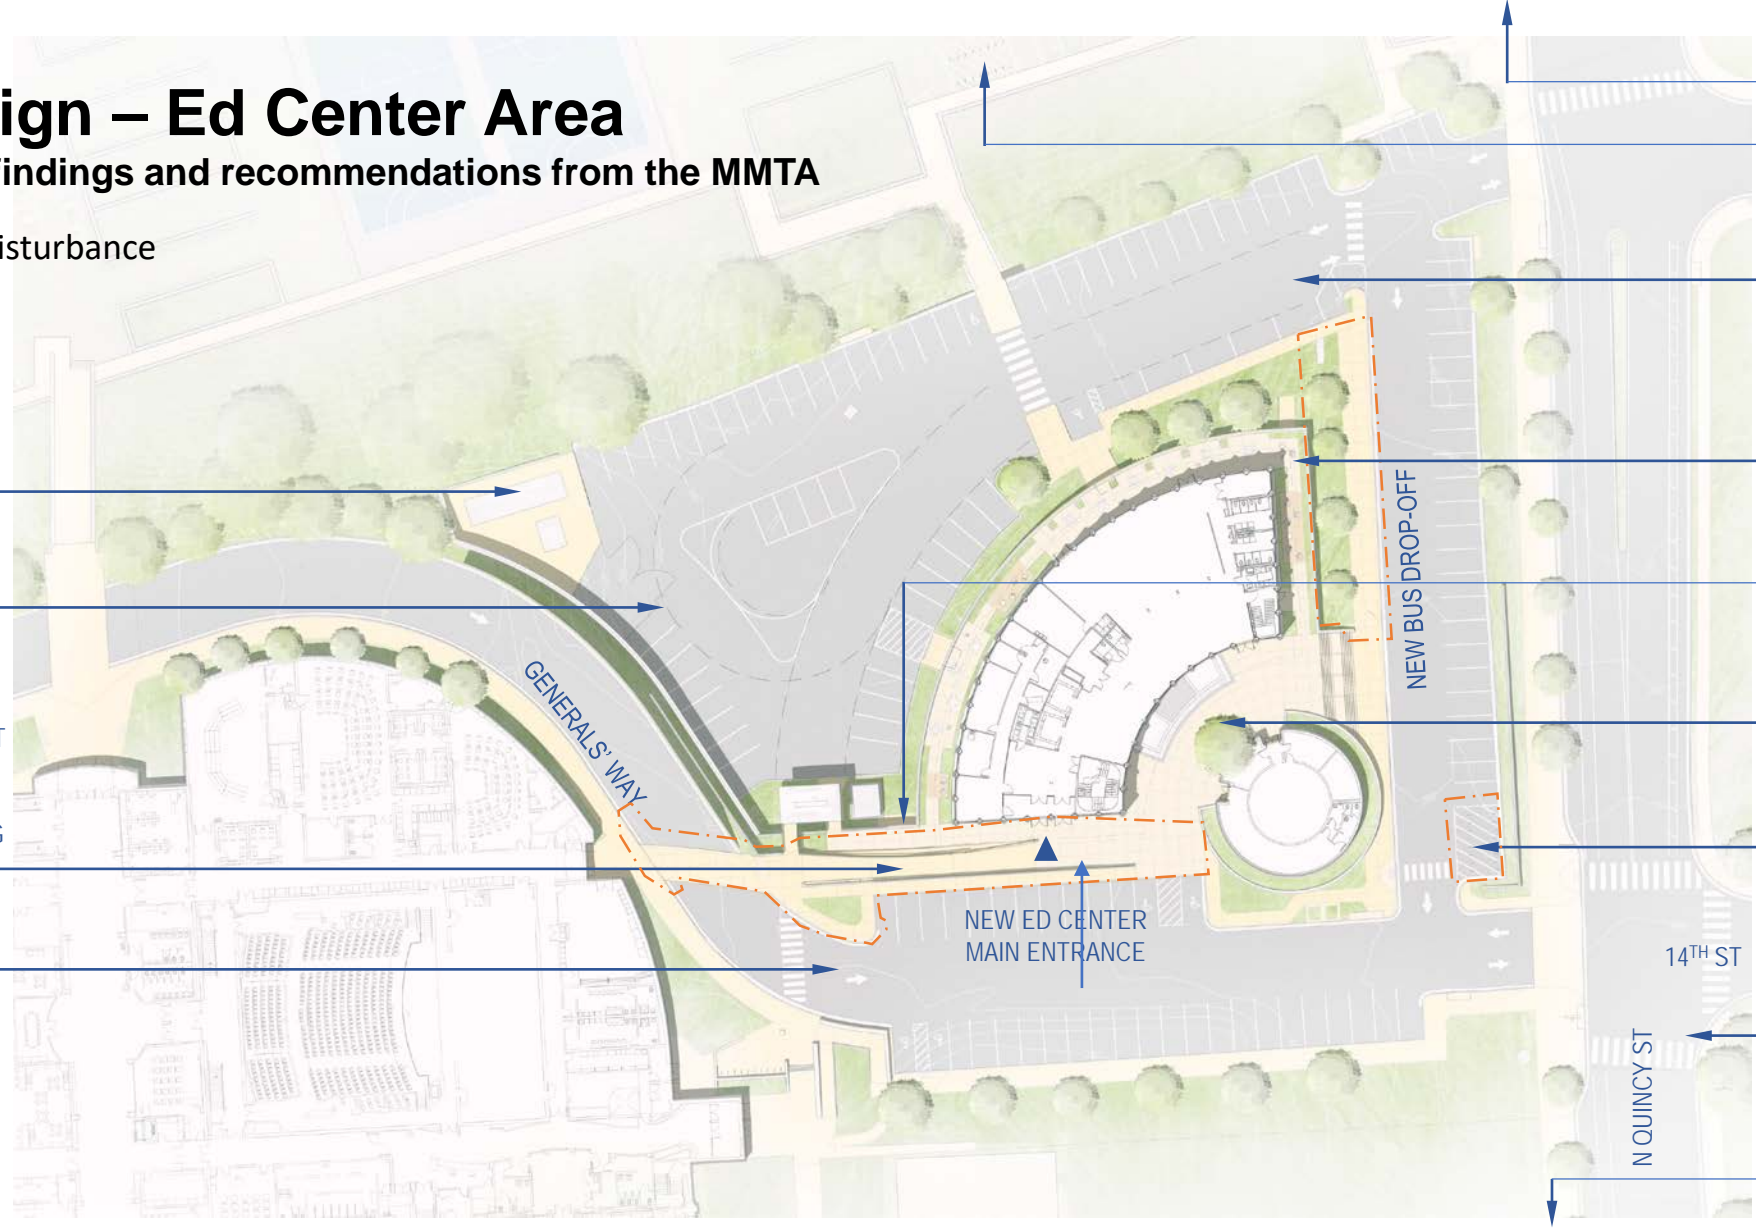 ign – Ed Center Area
findings and recommendations from the MMTA
isturbance
NEW BUS DROP-OFF
GENERALS' WAY
T
G
NEW ED CENTER
MAIN ENTRANCE
14TH ST
N QUINCY ST